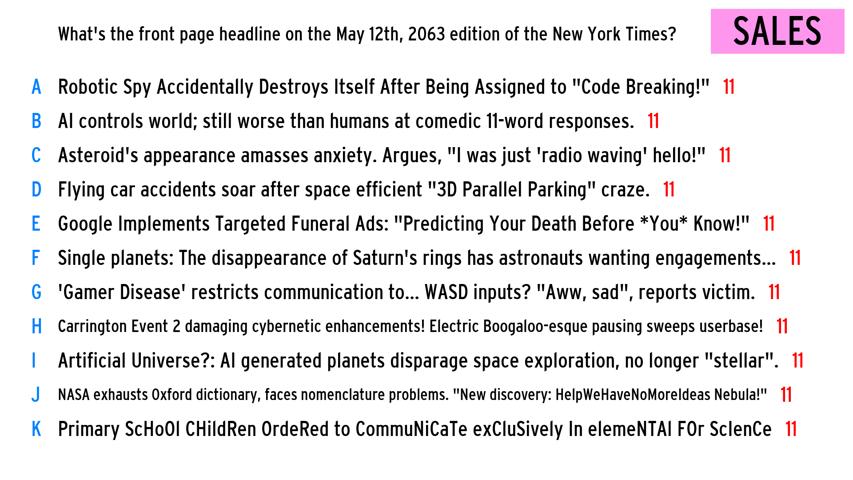 What's the front page headline on the May 12th, 2063 edition of the New York Times?
SALES
A Robotic Spy Accidentally Destroys Itself After Being Assigned to "Code Breaking!" 11
B AI controls world; still worse than humans at comedic 11-word responses. 11
C Asteroid's appearance amasses anxiety. Argues, "I was just 'radio waving' hello!" 11
D Flying car accidents soar after space efficient "3D Parallel Parking" craze. 11
E Google Implements Targeted Funeral Ads: "Predicting Your Death Before *You* Know!" 11
F Single planets: The disappearance of Saturn's rings has astronauts wanting engagements... 11
G 'Gamer Disease' restricts communication to... WASD inputs? "Aww, sad", reports victim. 11
H Carrington Event 2 damaging cybernetic enhancements! Electric Boogaloo-esque pausing sweeps userbase! 11
I Artificial Universe?: AI generated planets disparage space exploration, no longer "stellar". 11
J NASA exhausts Oxford dictionary, faces nomenclature problems. "New discovery: HelpWeHaveNoMoreIdeas Nebula!" 11
K Primary ScHoOl CHildRen OrdeRed to CommuNiCaTe exCluSively In elemeNTAl FOr ScIenCe 11